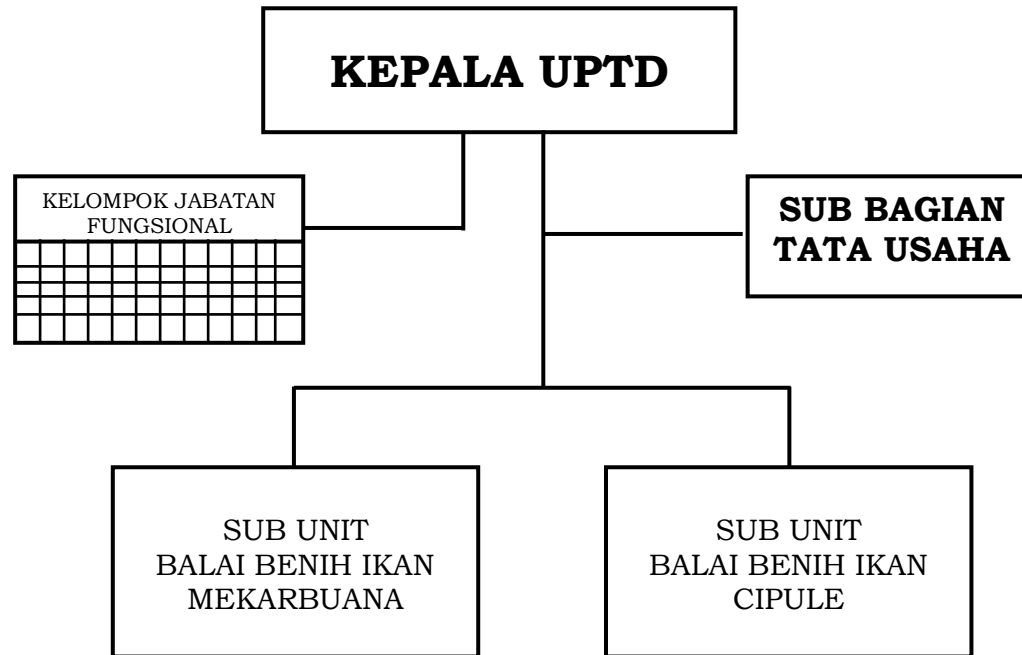 KEPALA UPTD
KELOMPOK JABATAN
FUNGSIONAL
SUB BAGIAN
TATA USAHA
SUB UNIT
BALAI BENIH IKAN
MEKARBUANA
SUB UNIT
BALAI BENIH IKAN
CIPULE